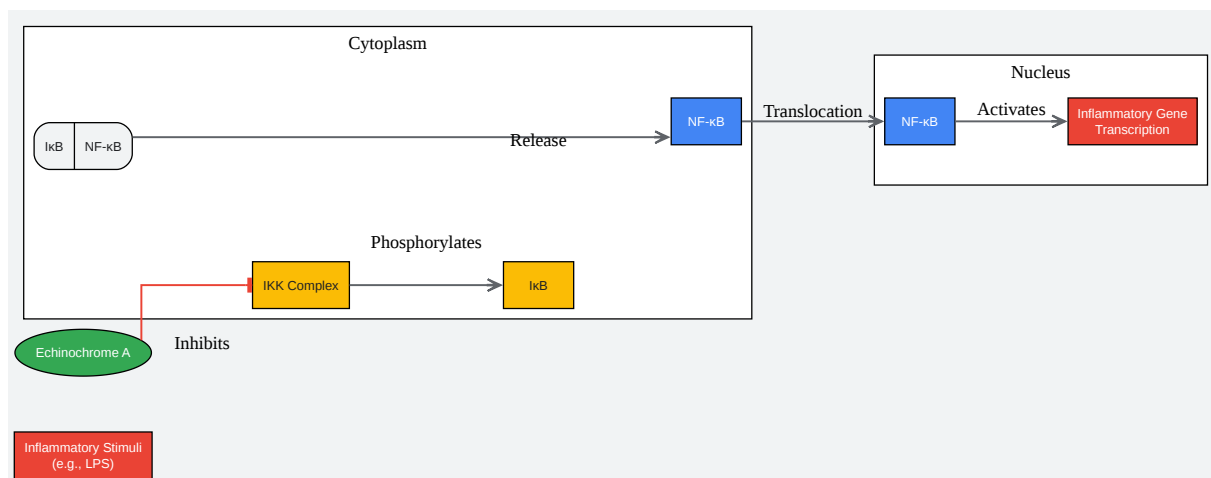 Cytoplasm
Nucleus
IκB
NF-κB
Release
NF-κB
Translocation
NF-κB
Activates
Inflammatory Gene
Transcription
Phosphorylates
IKK Complex
IκB
Echinochrome A
Inhibits
Inflammatory Stimuli
(e.g., LPS)